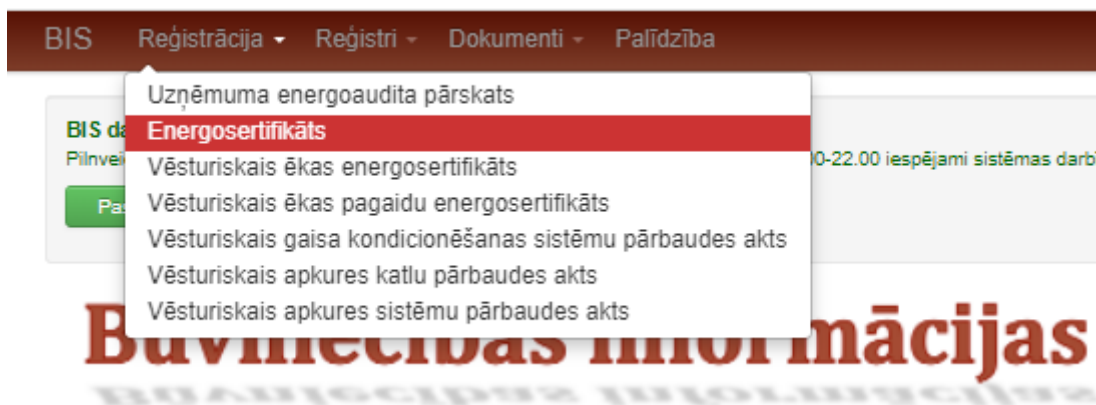 BIS Reģistrācija Reģistri Dokumenti Palīdzība
Uzņēmuma energoaudita pārskats
BIS
Energosertifikāts
Vēsturiskais ēkas energosertifikāts
0-22.00 iespējami sistēmas
Vēsturiskais ēkas pagaidu energosertifikāts
Vēsturiskais gaisa kondicionēšanas sistēmu pārbaudes akts
Vēsturiskais apkures katlu pārbaudes akts
Vēsturiskais apkures sistēmu pārbaudes akts
Būvniecības informācijas